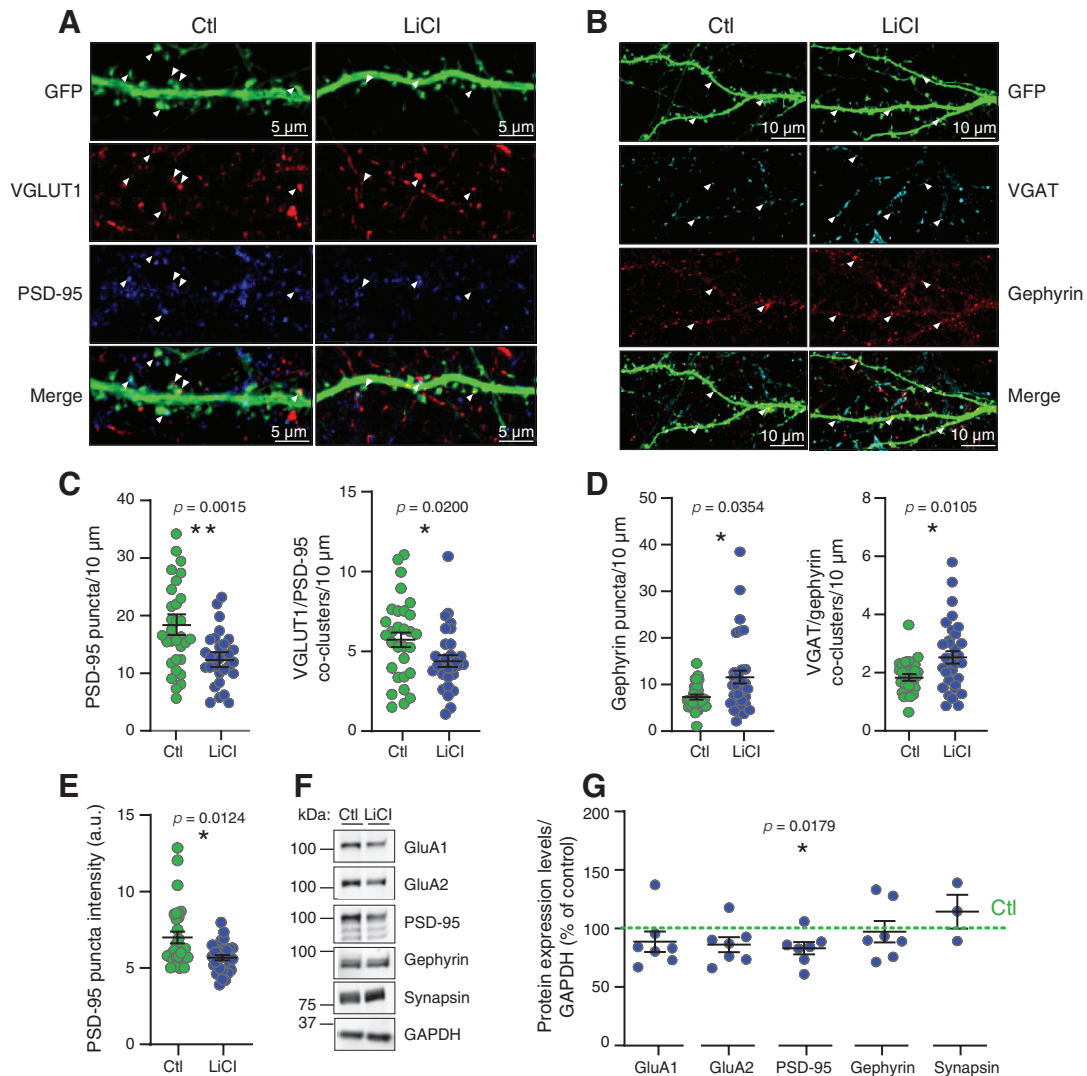 A
Ctl
LiCl
GFP
5 µm
5 µm
VGLUT1
PSD-95
Merge
5 µm
5 µm
B
Ctl
LiCl
GFP
10 µm
10 µm
VGAT
Gephyrin
Merge
10 µm
10 µm
C
PSD-95 puncta/10 µm
40
30
20
10
0
p = 0.0015
**
Ctl
LiCl
VGLUT1/PSD-95
co-clusters/10 µm
15
10
5
0
p = 0.0200
*
Ctl
LiCl
D
Gephyrin puncta/10 µm
50
40
30
20
10
0
p = 0.0354
*
Ctl
LiCl
VGAT/gephyrin
co-clusters/10 µm
8
6
4
2
0
p = 0.0105
*
Ctl
LiCl
E
PSD-95 puncta intensity (a.u.)
15
10
5
0
p = 0.0124
*
Ctl
LiCl
F
kDa: Ctl LiCl
100 GluA1
100 GluA2
100 PSD-95
100 Gephyrin
75 Synapsin
37 GAPDH
G
Protein expression levels/
GAPDH (% of control)
200
150
100
50
0
p = 0.0179
*
Ctl
GluA1
GluA2
PSD-95
Gephyrin
Synapsin